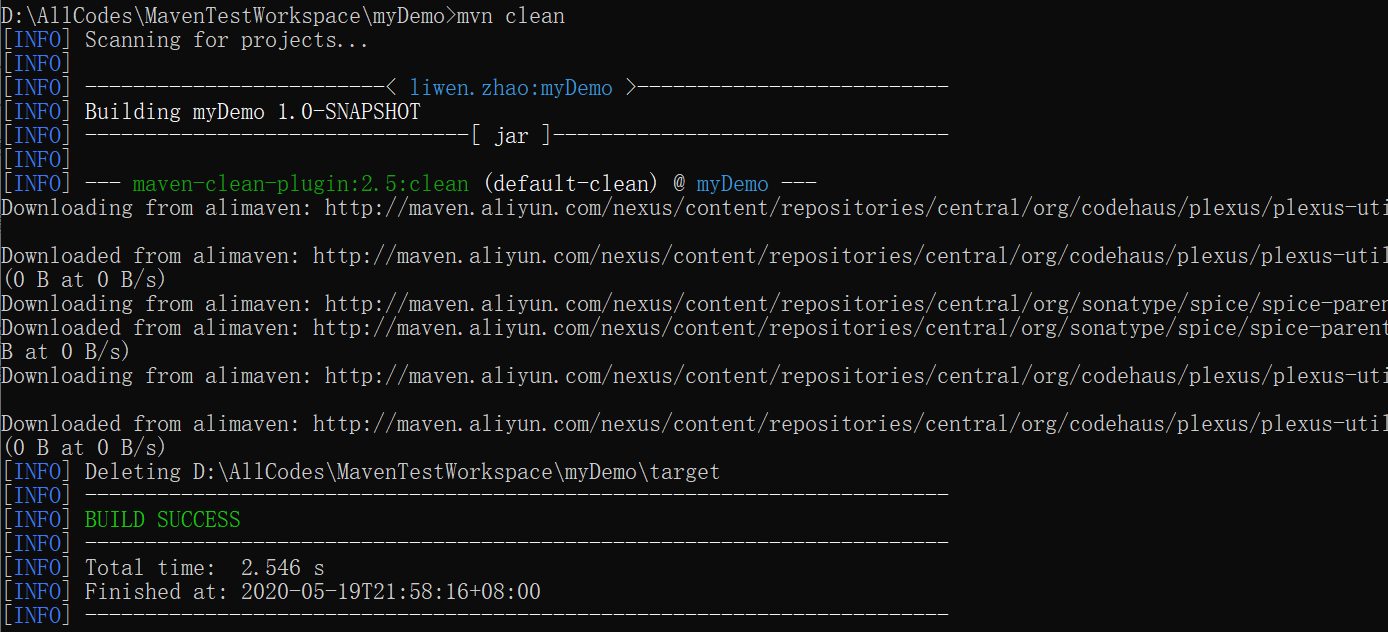 D:\AllCodes\MavenTestWorkspace\myDemo>mvn clean
[INFO] Scanning for projects...
[INFO]
[INFO] -------------------------< liwen.zhao:myDemo >--------------------------
[INFO] Building myDemo 1.0-SNAPSHOT
[INFO] --------------------------------[ jar ]---------------------------------
[INFO]
[INFO] --- maven-clean-plugin:2.5:clean (default-clean) @ myDemo ---
Downloading from alimaven: http://maven.aliyun.com/nexus/content/repositories/central/org/codehaus/plexus/plexus-uti
Downloaded from alimaven: http://maven.aliyun.com/nexus/content/repositories/central/org/codehaus/plexus/plexus-util
(0 B at 0 B/s)
Downloading from alimaven: http://maven.aliyun.com/nexus/content/repositories/central/org/sonatype/spice/spice-paren
Downloaded from alimaven: http://maven.aliyun.com/nexus/content/repositories/central/org/sonatype/spice/spice-parent
B at 0 B/s)
Downloading from alimaven: http://maven.aliyun.com/nexus/content/repositories/central/org/codehaus/plexus/plexus-uti
Downloaded from alimaven: http://maven.aliyun.com/nexus/content/repositories/central/org/codehaus/plexus/plexus-util
(0 B at 0 B/s)
[INFO] Deleting D:\AllCodes\MavenTestWorkspace\myDemo\target
[INFO] ------------------------------------------------------------------------
[INFO] BUILD SUCCESS
[INFO] ------------------------------------------------------------------------
[INFO] Total time:  2.546 s
[INFO] Finished at: 2020-05-19T21:58:16+08:00
[INFO] ------------------------------------------------------------------------